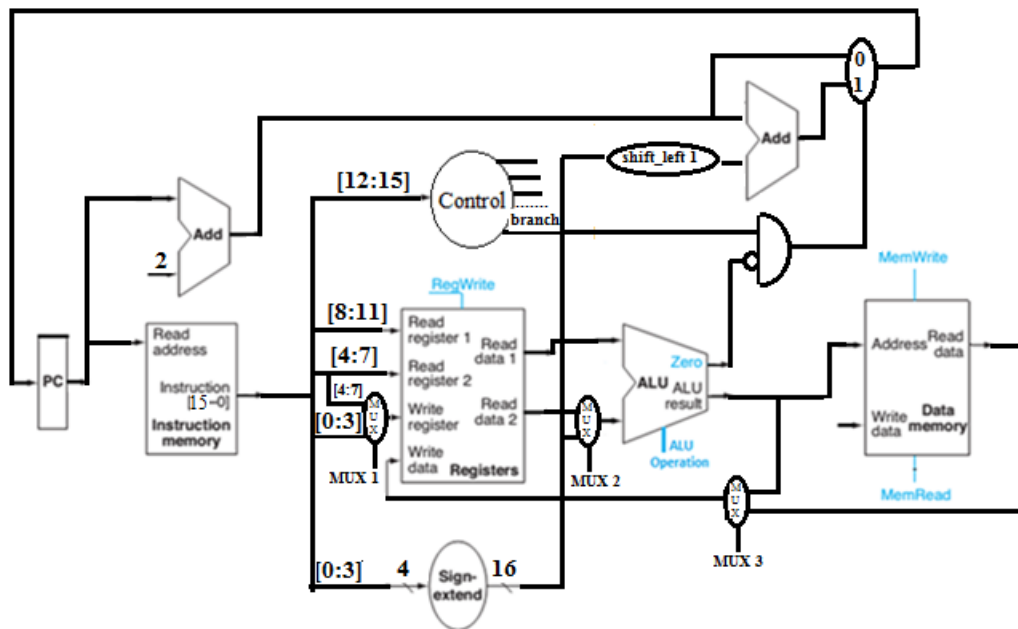 0
1
Add
shift_left 1
[12:15]
Control
........
branch
Add
2
MemWrite
RegWrite
[8:11]
Read
register 1
Read
data 1
Read
address
[4:7]
Read
register 2
Zero
ALU
ALU
result
Address
Read
data
PC
Instruction
[15–0]
Instruction
memory
[4:7]
[0:3]
M
U
X
Write
register
Read
data 2
M
U
X
Write
data
Data
memory
Write
data
Registers
ALU
Operation
MUX 1
MUX 2
M
U
X
MemRead
MUX 3
[0:3]
4
Sign-
extend
16